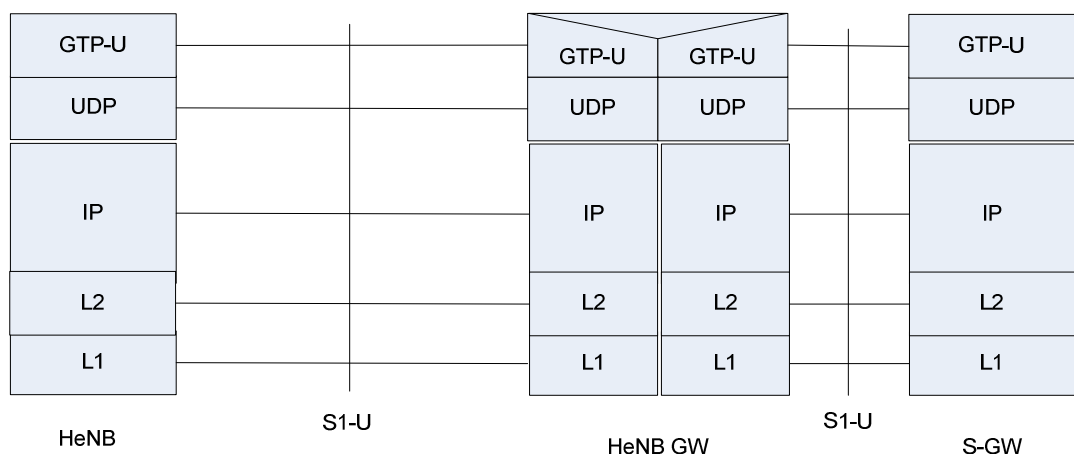 GTP-U GTP-U GTP-U GTP-U
UDP UDP UDP UDP
IP IP IP IP
L2 L2 L2 L2
L1 L1 L1 L1
S1-U S1-U
HeNB HeNB GW S-GW